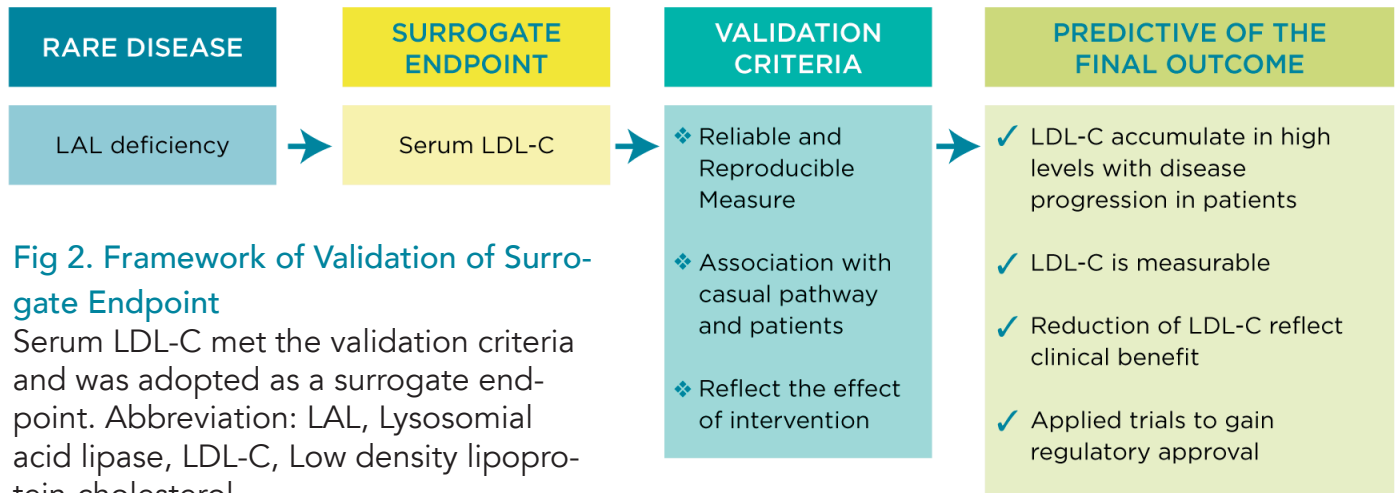 RARE DISEASE
SURROGATE
ENDPOINT
VALIDATION
CRITERIA
PREDICTIVE OF THE
FINAL OUTCOME
LAL deficiency
Serum LDL-C
❖ Reliable and
Reproducible
Measure
❖ Association with
casual pathway
and patients
❖ Reflect the effect
of intervention
✓ LDL-C accumulate in high
levels with disease
progression in patients
✓ LDL-C is measurable
✓ Reduction of LDL-C reflect
clinical benefit
✓ Applied trials to gain
regulatory approval
Fig 2. Framework of Validation of Surro-
gate Endpoint
Serum LDL-C met the validation criteria
and was adopted as a surrogate end-
point. Abbreviation: LAL, Lysosomial
acid lipase, LDL-C, Low density lipopro-
tein cholesterol